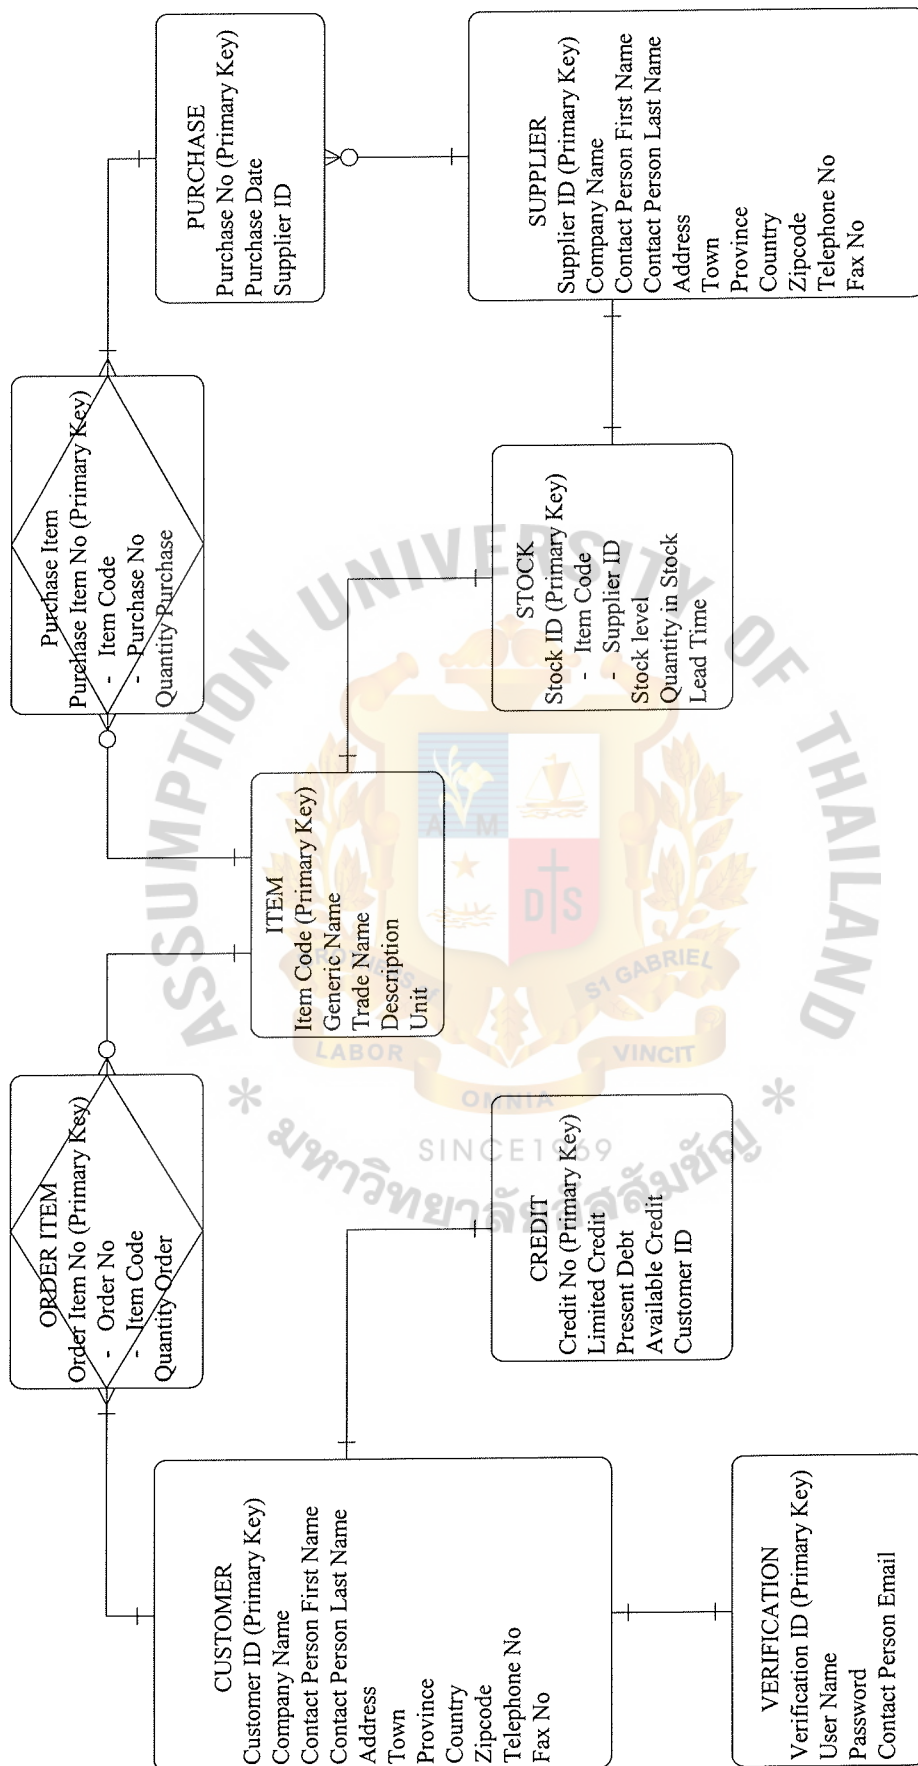 CUSTOMER
Customer ID (Primary Key)
Company Name
Contact Person First Name
Contact Person Last Name
Address
Town
Province
Country
Zipcode
Telephone No
Fax No
VERIFICATION
Verification ID (Primary Key)
User Name
Password
Contact Person Email
ORDER ITEM
Order Item No (Primary Key)
- Order No
- Item Code
Quantity Order
CREDIT
Credit No (Primary Key)
Limited Credit
Present Debt
Available Credit
Customer ID
ITEM
Item Code (Primary Key)
Generic Name
Trade Name
Description
Unit
Purchase Item
Purchase Item No (Primary Key)
- Item Code
- Purchase No
Quantity Purchase
STOCK
Stock ID (Primary Key)
- Item Code
- Supplier ID
Stock level
Quantity in Stock
Lead Time
PURCHASE
Purchase No (Primary Key)
Purchase Date
Supplier ID
SUPPLIER
Supplier ID (Primary Key)
Company Name
Contact Person First Name
Contact Person Last Name
Address
Town
Province
Country
Zipcode
Telephone No
Fax No
ASSUMPTION UNIVERSITY OF THAILAND
A M
D S
S1 GABRIEL
LABOR
OMNIA
VINCIT
SINCE1969
มหาวิทยาลัยอัสสัมชัญ